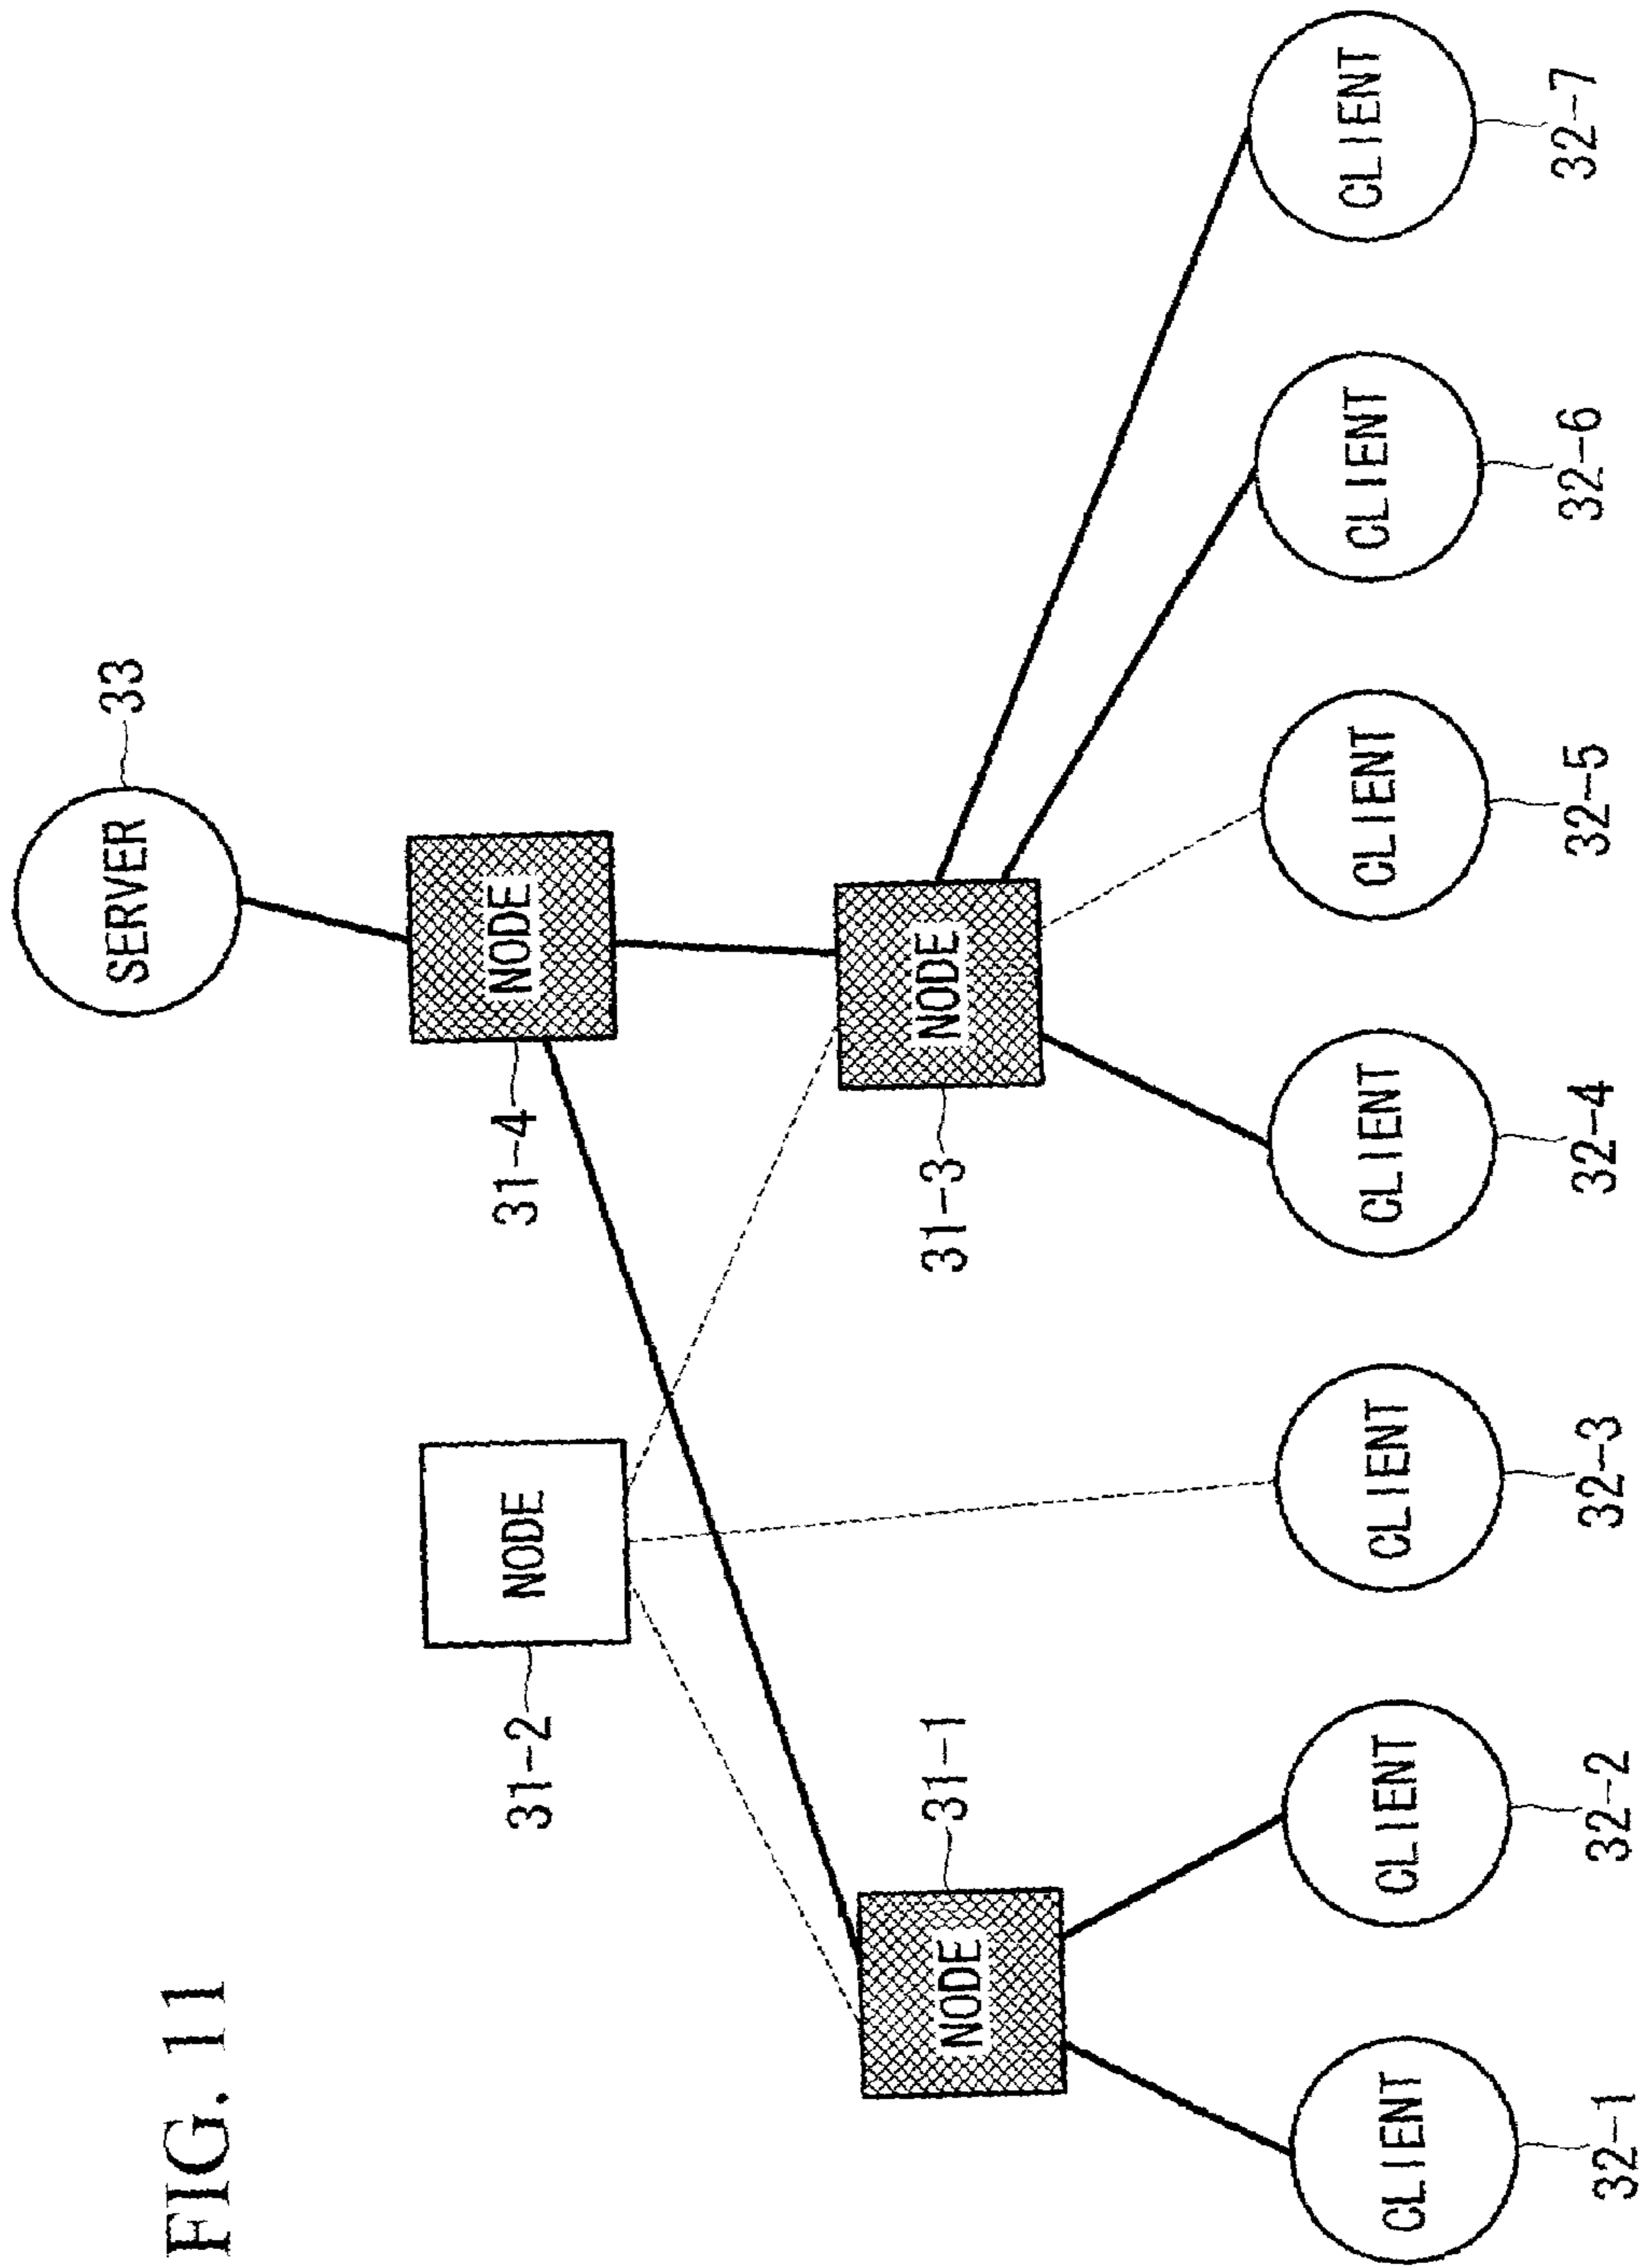 FIG. 11
SERVER
33
NODE
31-2
NODE
31-4
NODE
31-1
NODE
31-3
CLIENT
CLIENT
CLIENT
CLIENT
CLIENT
CLIENT
CLIENT
32-1
32-2
32-3
32-4
32-5
32-6
32-7